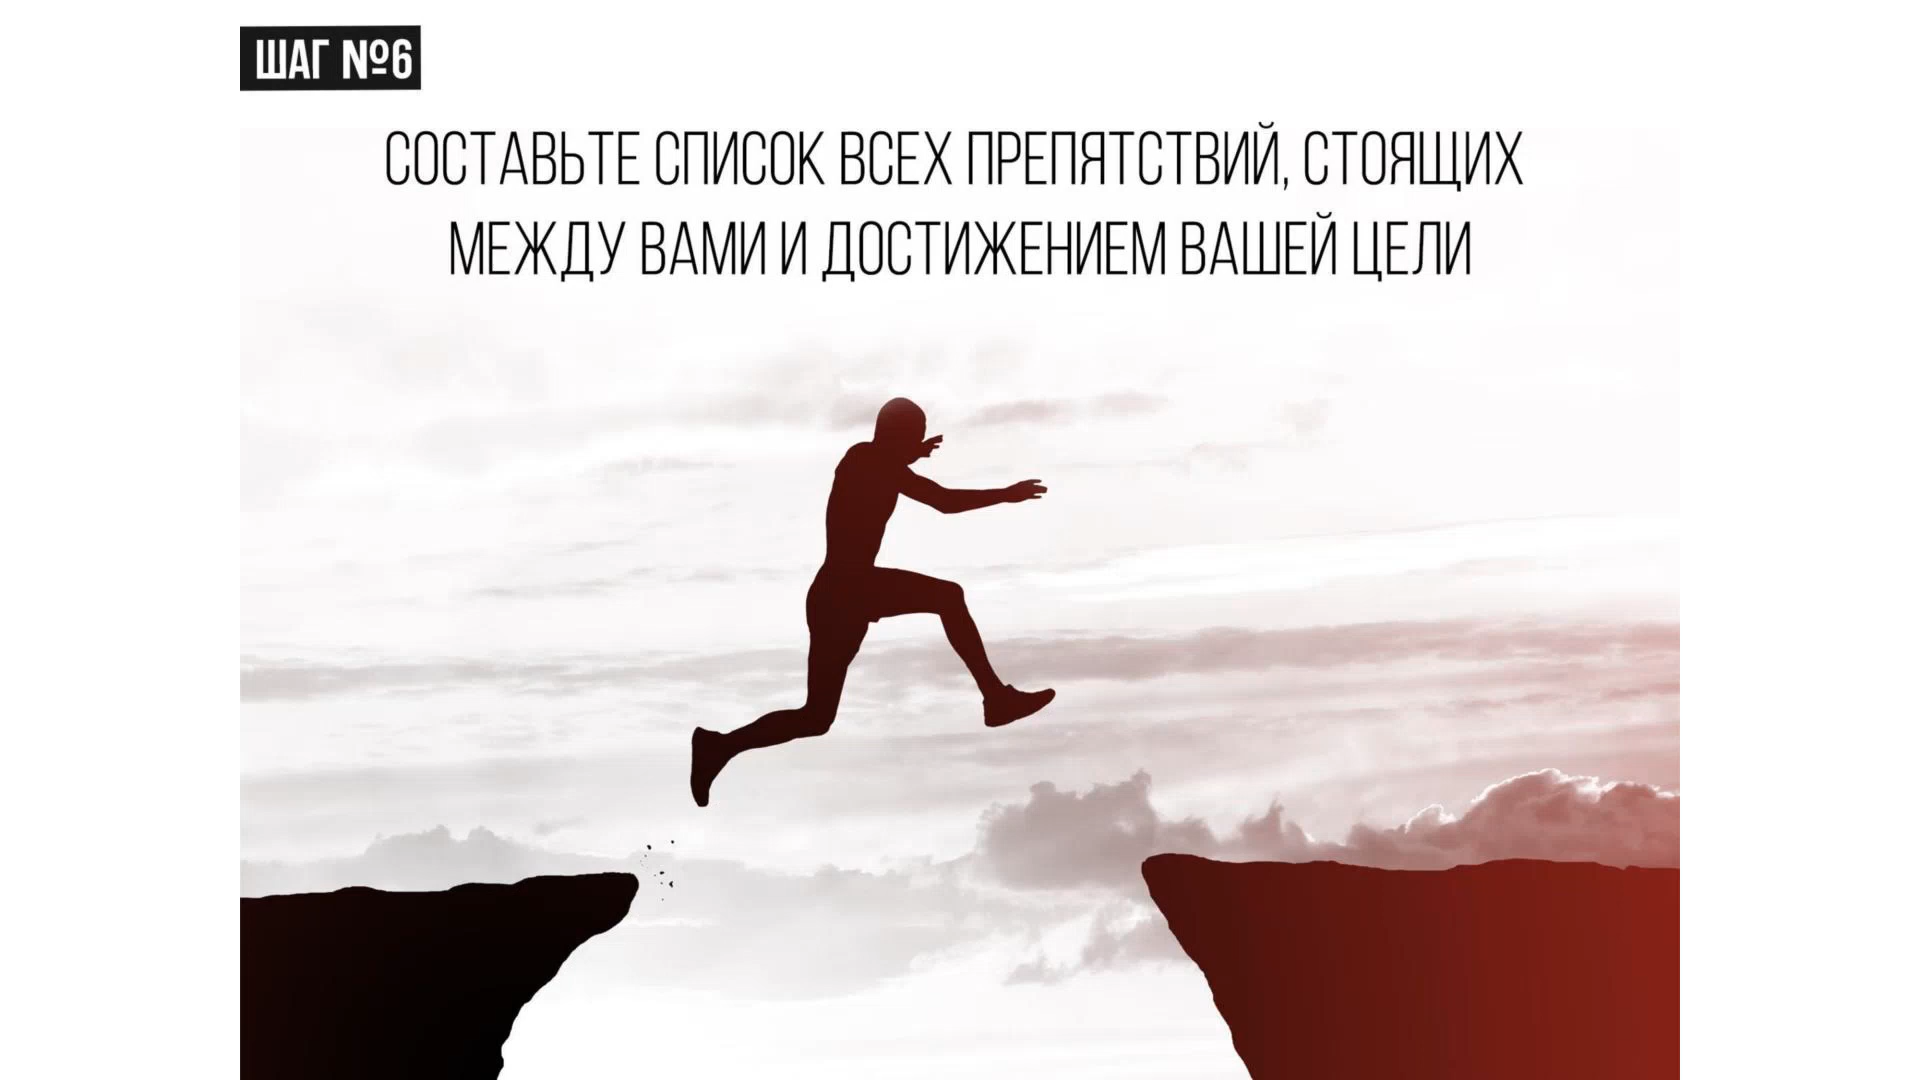 ШАГ №6
СОСТАВЬТЕ СПИСОК ВСЕХ ПРЕПЯТСТВИЙ, СТОЯЩИХ
МЕЖДУ ВАМИ И ДОСТИЖЕНИЕМ ВАШЕЙ ЦЕЛИ